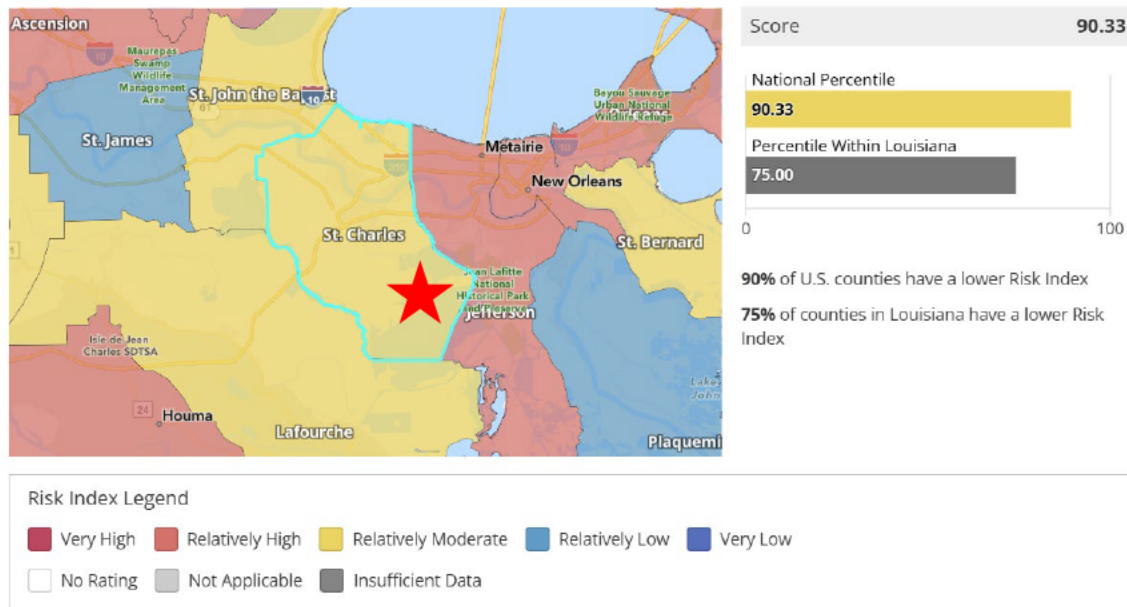 Ascension
10
Maurepas
Swamp
Wildlife
Management
Area
St. John the Baptist
10
61
St. James
Bayou Sauvage
Urban National
Wildlife Refuge
Metairie
10
310
New Orleans
St. Charles
St. Bernard
Jean Lafitte
National
Historical Park
and Preserve
Jefferson
Isle de Jean
Charles SDTSA
24
Houma
Lafourche
Plaquemi
Score 90.33
National Percentile
90.33
Percentile Within Louisiana
75.00
0 100
90% of U.S. counties have a lower Risk Index
75% of counties in Louisiana have a lower Risk
Index
Risk Index Legend
Very High Relatively High Relatively Moderate Relatively Low Very Low
No Rating Not Applicable Insufficient Data